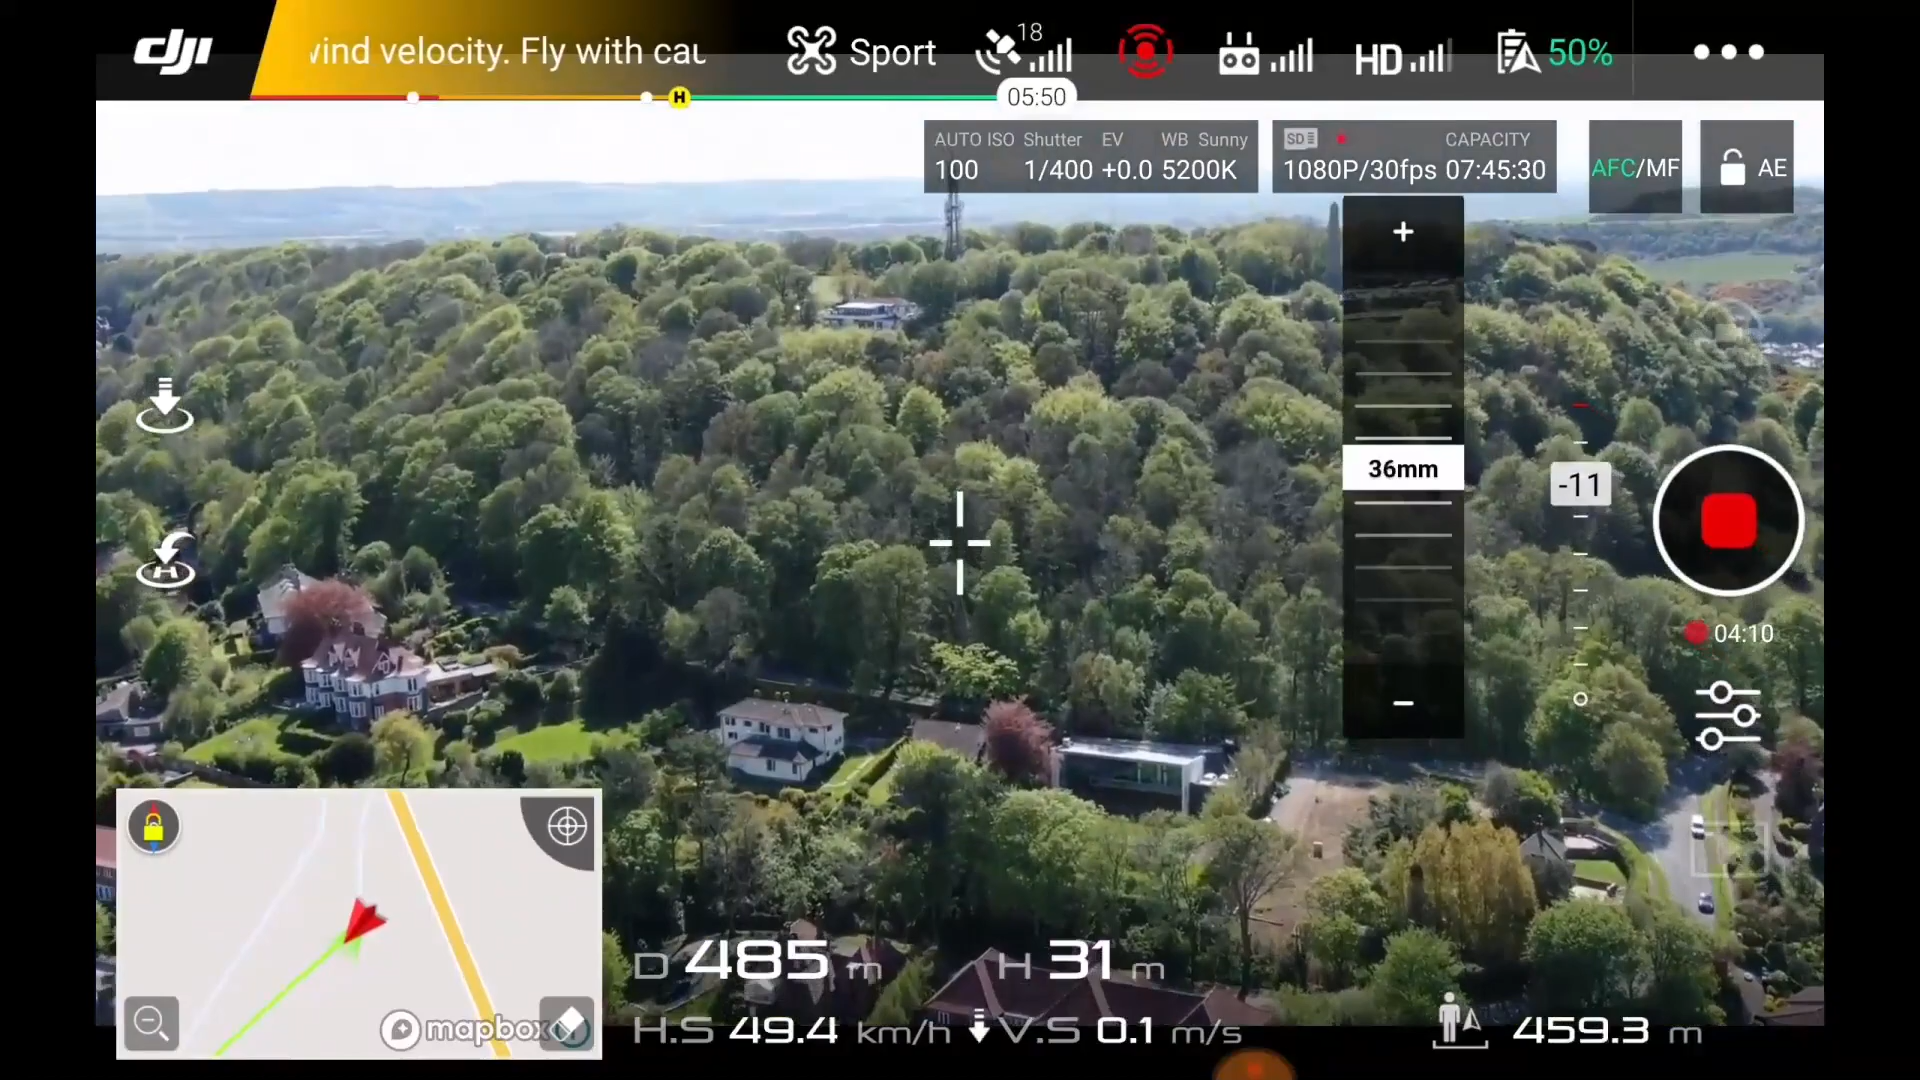 dji
wind velocity. Fly with cau
Sport
18
HD
50%
H
05:50
AUTO ISO Shutter EV WB Sunny
100 1/400 +0.0 5200K
SD CAPACITY
1080P/30fps 07:45:30
AFC/MF
AE
+
36mm
-11
−
04:10
H
mapbox
D 485 m H 31 m
H.S 49.4 km/h V.S 0.1 m/s
459.3 m